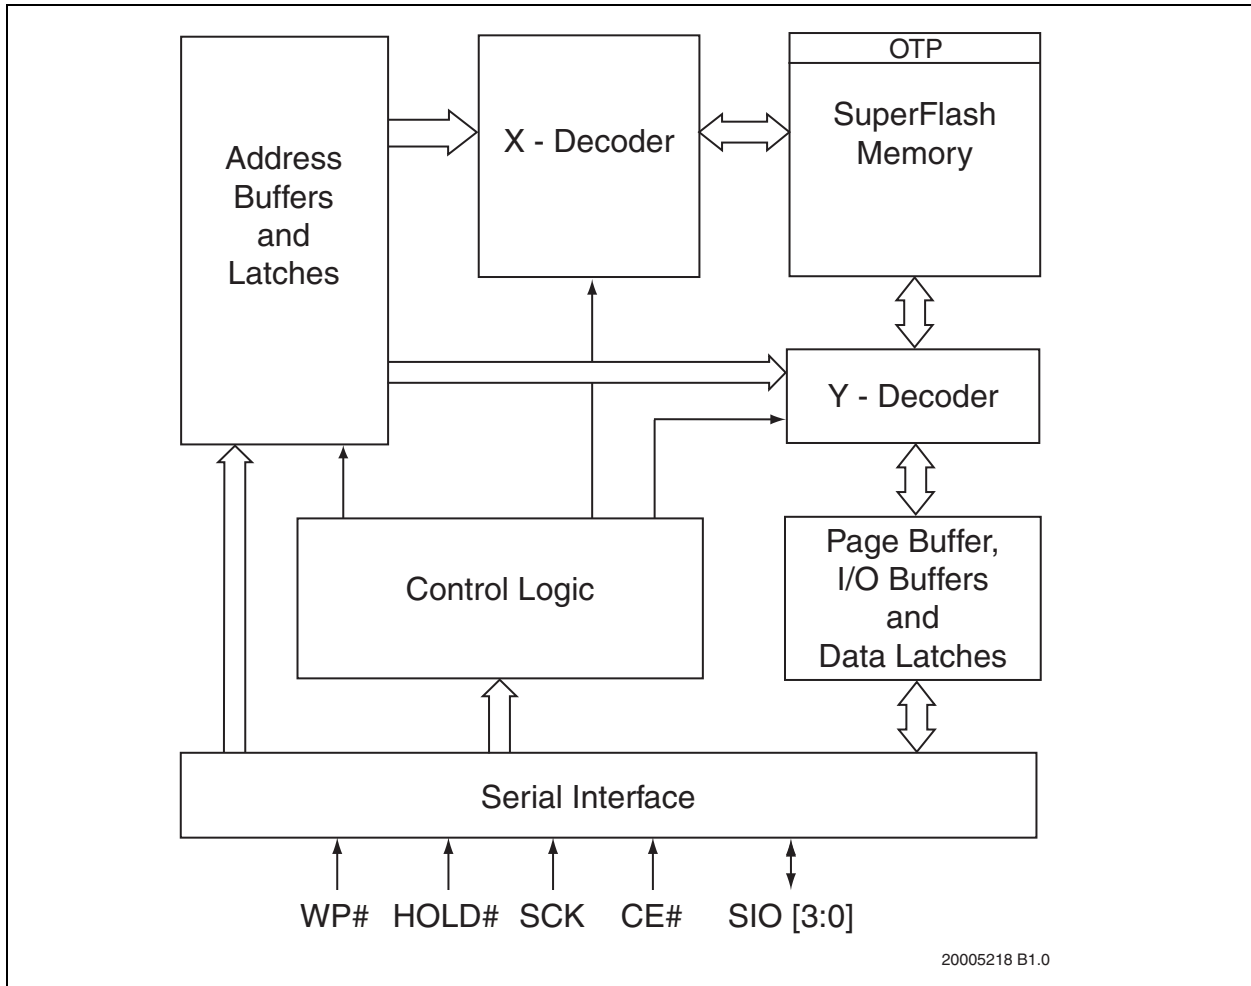 OTP
SuperFlash
Memory
X - Decoder
Address
Buffers
and
Latches
Y - Decoder
Control Logic
Page Buffer,
I/O Buffers
and
Data Latches
Serial Interface
WP# HOLD# SCK CE# SIO [3:0]
20005218 B1.0